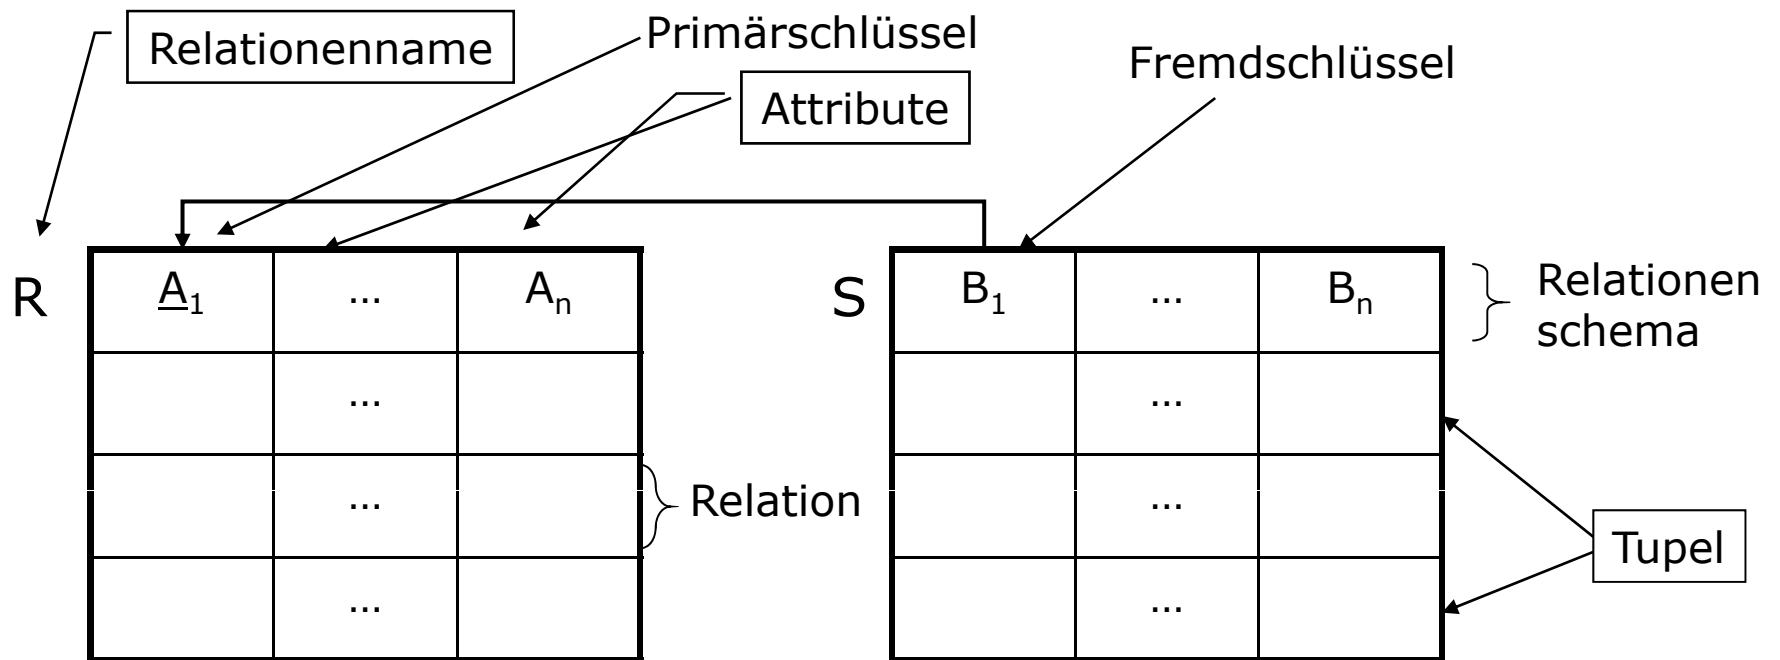 Relationenname
Primärschlüssel
Fremdschlüssel
Attribute
R
A₁ ... Aₙ
...
...
...
S
B₁ ... Bₙ
...
...
...
Relationen
schema
Relation
Tupel